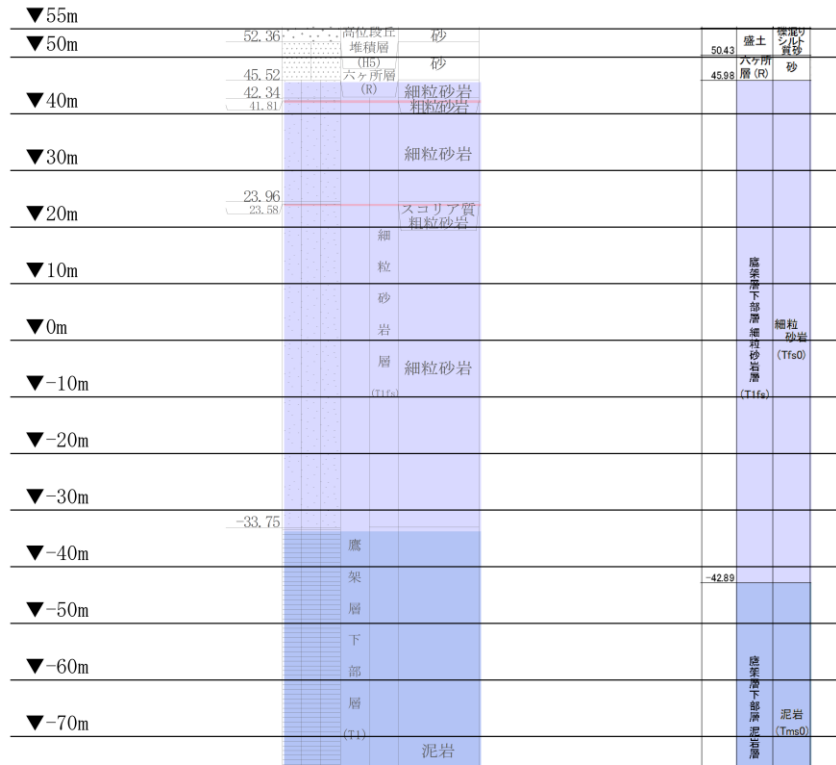 ▼55m
▼50m
▼40m
▼30m
▼20m
▼10m
▼0m
▼-10m
▼-20m
▼-30m
▼-40m
▼-50m
▼-60m
▼-70m
52.36
45.52
42.34
41.81
23.96
23.58
-33.75
高位段丘
堆積層
(H5)
六ヶ所層
(R)
細粒砂岩層
(T1fs)
鷹架層下部層
(T1)
砂
砂
細粒砂岩
粗粒砂岩
細粒砂岩
スコリア質
粗粒砂岩
細粒砂岩
泥岩
50.43
45.98
-42.89
盛土
六ヶ所
層(R)
鷹架層下部層 細粒砂岩層
(T1fs)
鷹架層下部層 泥岩層
礫混り
シルト
質砂
砂
細粒
砂岩
(Tfs0)
泥岩
(Tms0)